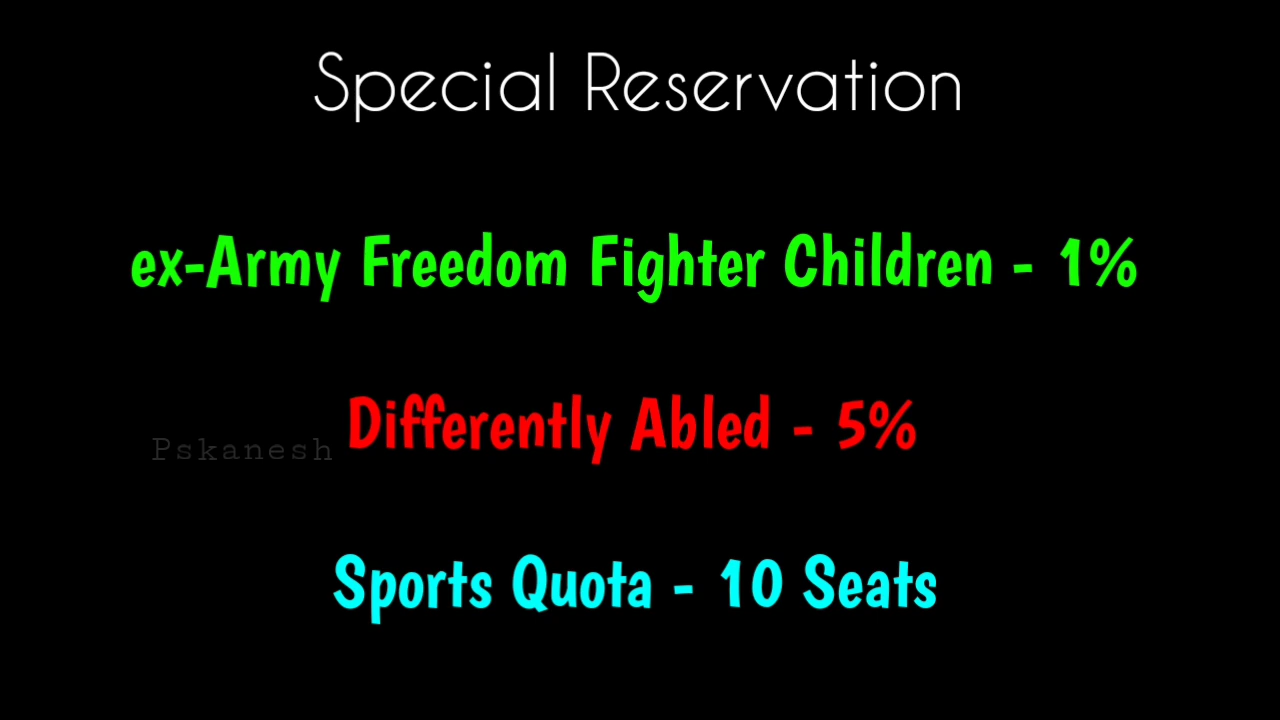 Special Reservation
ex-Army Freedom Fighter Children - 1%
Differently Abled - 5%
Pskanesh
Sports Quota - 10 Seats